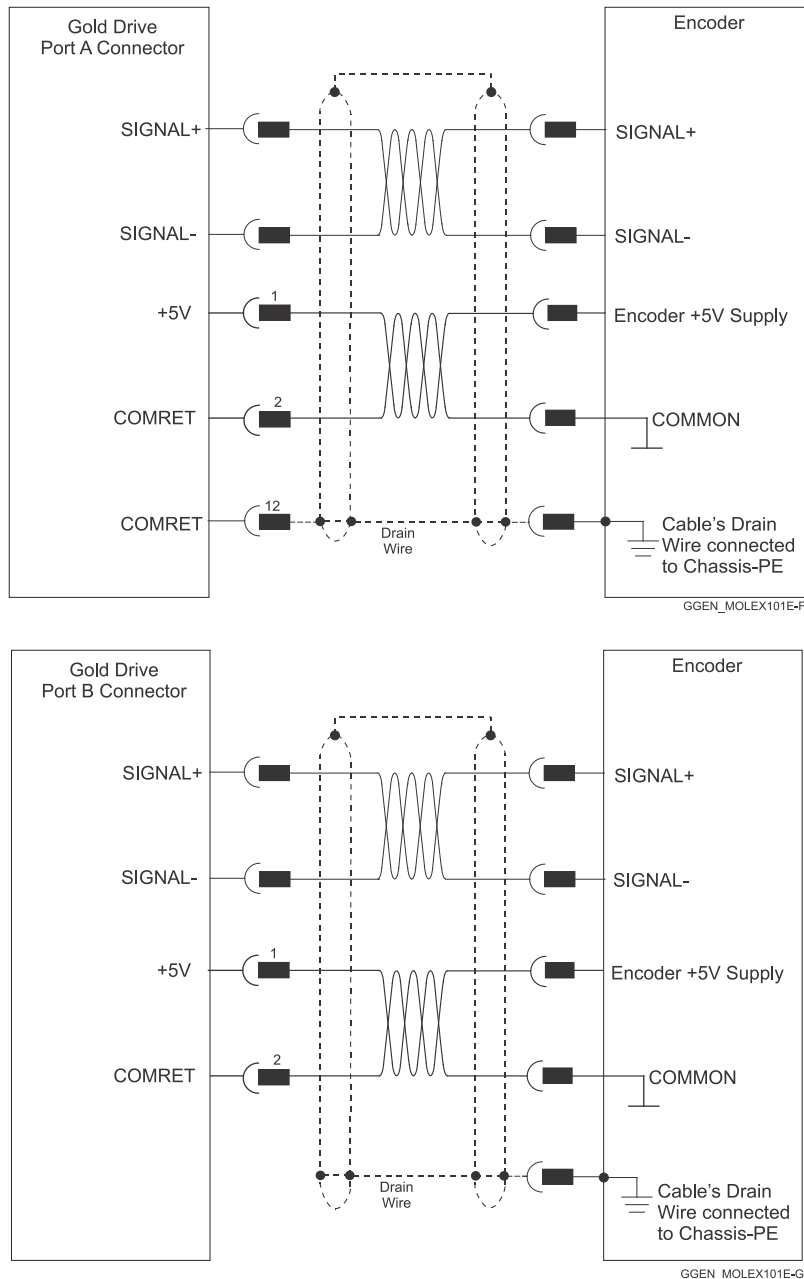 Gold Drive
Port A Connector
Encoder
SIGNAL+
SIGNAL+
SIGNAL-
SIGNAL-
+5V
1
Encoder +5V Supply
COMRET
2
COMMON
COMRET
12
Drain
Wire
Cable's Drain
Wire connected
to Chassis-PE
GGEN_MOLEX101E-F
Gold Drive
Port B Connector
Encoder
SIGNAL+
SIGNAL+
SIGNAL-
SIGNAL-
+5V
1
Encoder +5V Supply
COMRET
2
COMMON
Drain
Wire
Cable's Drain
Wire connected
to Chassis-PE
GGEN_MOLEX101E-G